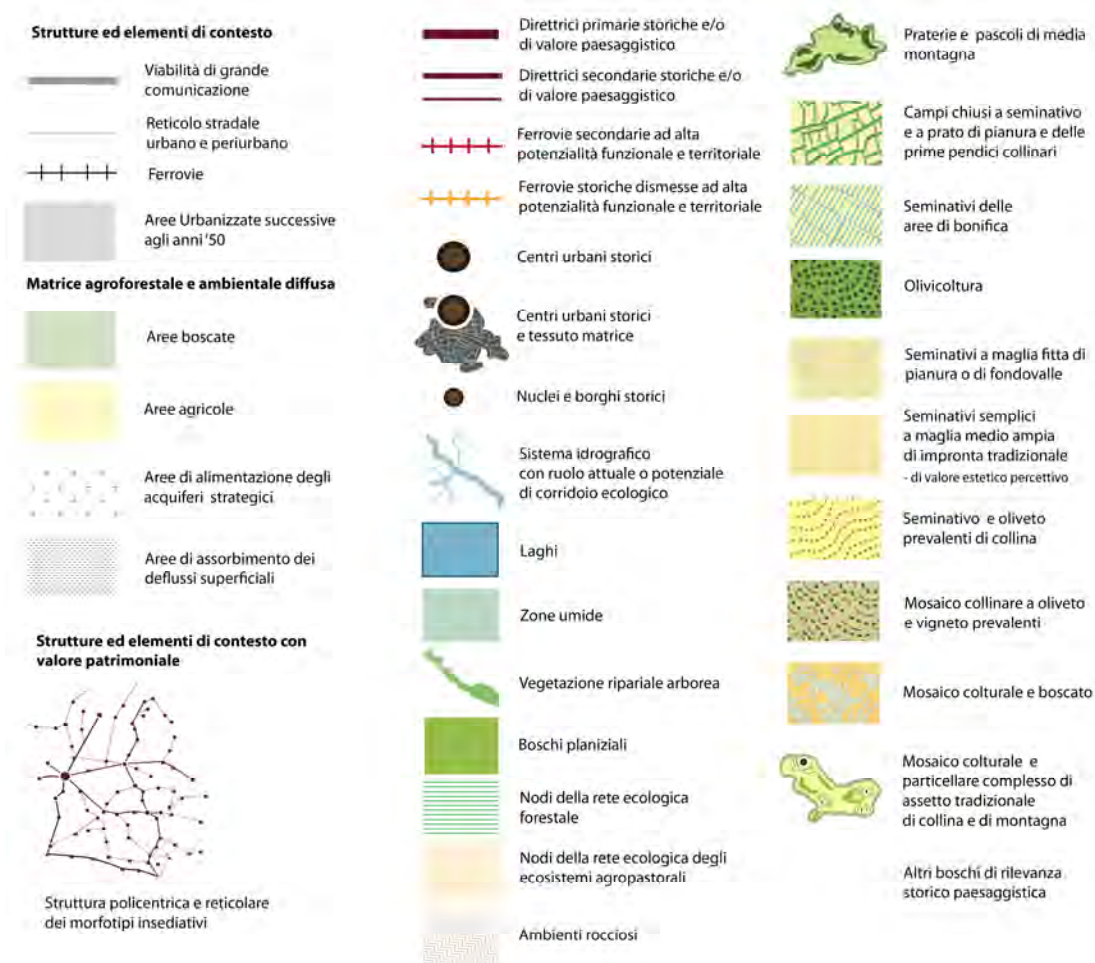 Strutture ed elementi di contesto
Viabilità di grande
comunicazione
Reticolo stradale
urbano e periurbano
Ferrovie
Aree Urbanizzate successive
agli anni '50
Matrice agroforestale e ambientale diffusa
Aree boscate
Aree agricole
Aree di alimentazione degli
acquiferi strategici
Aree di assorbimento dei
deflussi superficiali
Strutture ed elementi di contesto con
valore patrimoniale
Struttura policentrica e reticolare
dei morfotipi insediativi
Direttrici primarie storiche e/o
di valore paesaggistico
Direttrici secondarie storiche e/o
di valore paesaggistico
Ferrovie secondarie ad alta
potenzialità funzionale e territoriale
Ferrovie storiche dismesse ad alta
potenzialità funzionale e territoriale
Centri urbani storici
Centri urbani storici
e tessuto matrice
Nuclei e borghi storici
Sistema idrografico
con ruolo attuale o potenziale
di corridoio ecologico
Laghi
Zone umide
Vegetazione ripariale arborea
Boschi planiziali
Nodi della rete ecologica
forestale
Nodi della rete ecologica degli
ecosistemi agropastorali
Ambienti rocciosi
Praterie e pascoli di media
montagna
Campi chiusi a seminativo
e a prato di pianura e delle
prime pendici collinari
Seminativi delle
aree di bonifica
Olivicoltura
Seminativi a maglia fitta di
pianura o di fondovalle
Seminativi semplici
a maglia medio ampia
di impronta tradizionale
- di valore estetico percettivo
Seminativo e oliveto
prevalenti di collina
Mosaico collinare a oliveto
e vigneto prevalenti
Mosaico colturale e boscato
Mosaico colturale e
particellare complesso di
assetto tradizionale
di collina e di montagna
Altri boschi di rilevanza
storico paesaggistica